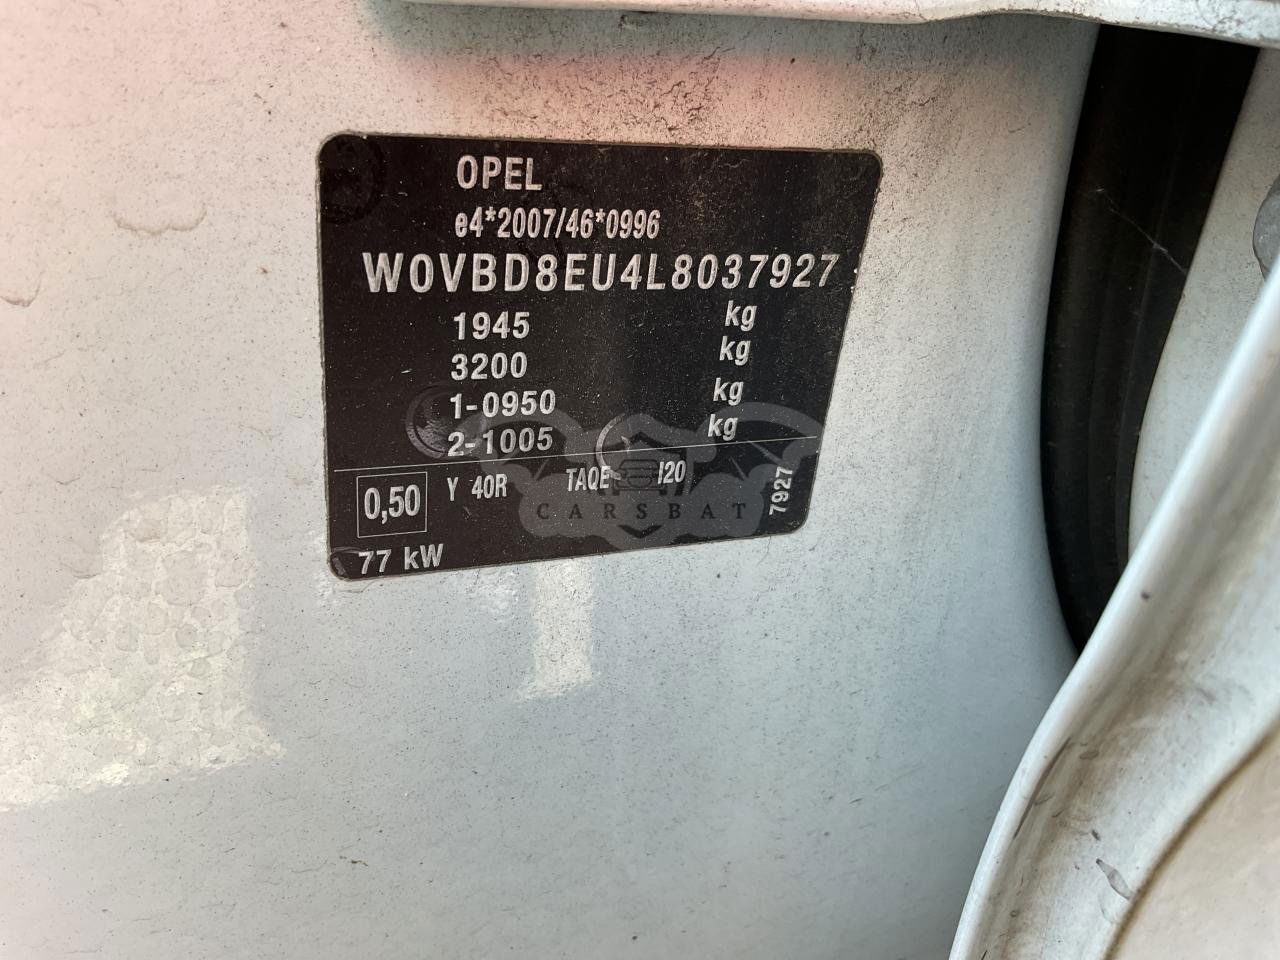 OPEL
e4*2007/46*0996
W0VBD8EU4L8037927
1945 kg
3200 kg
1-0950 kg
2-1005 kg
0,50 Y 40R TAQE I20
7927
77 kW
CARSBAT